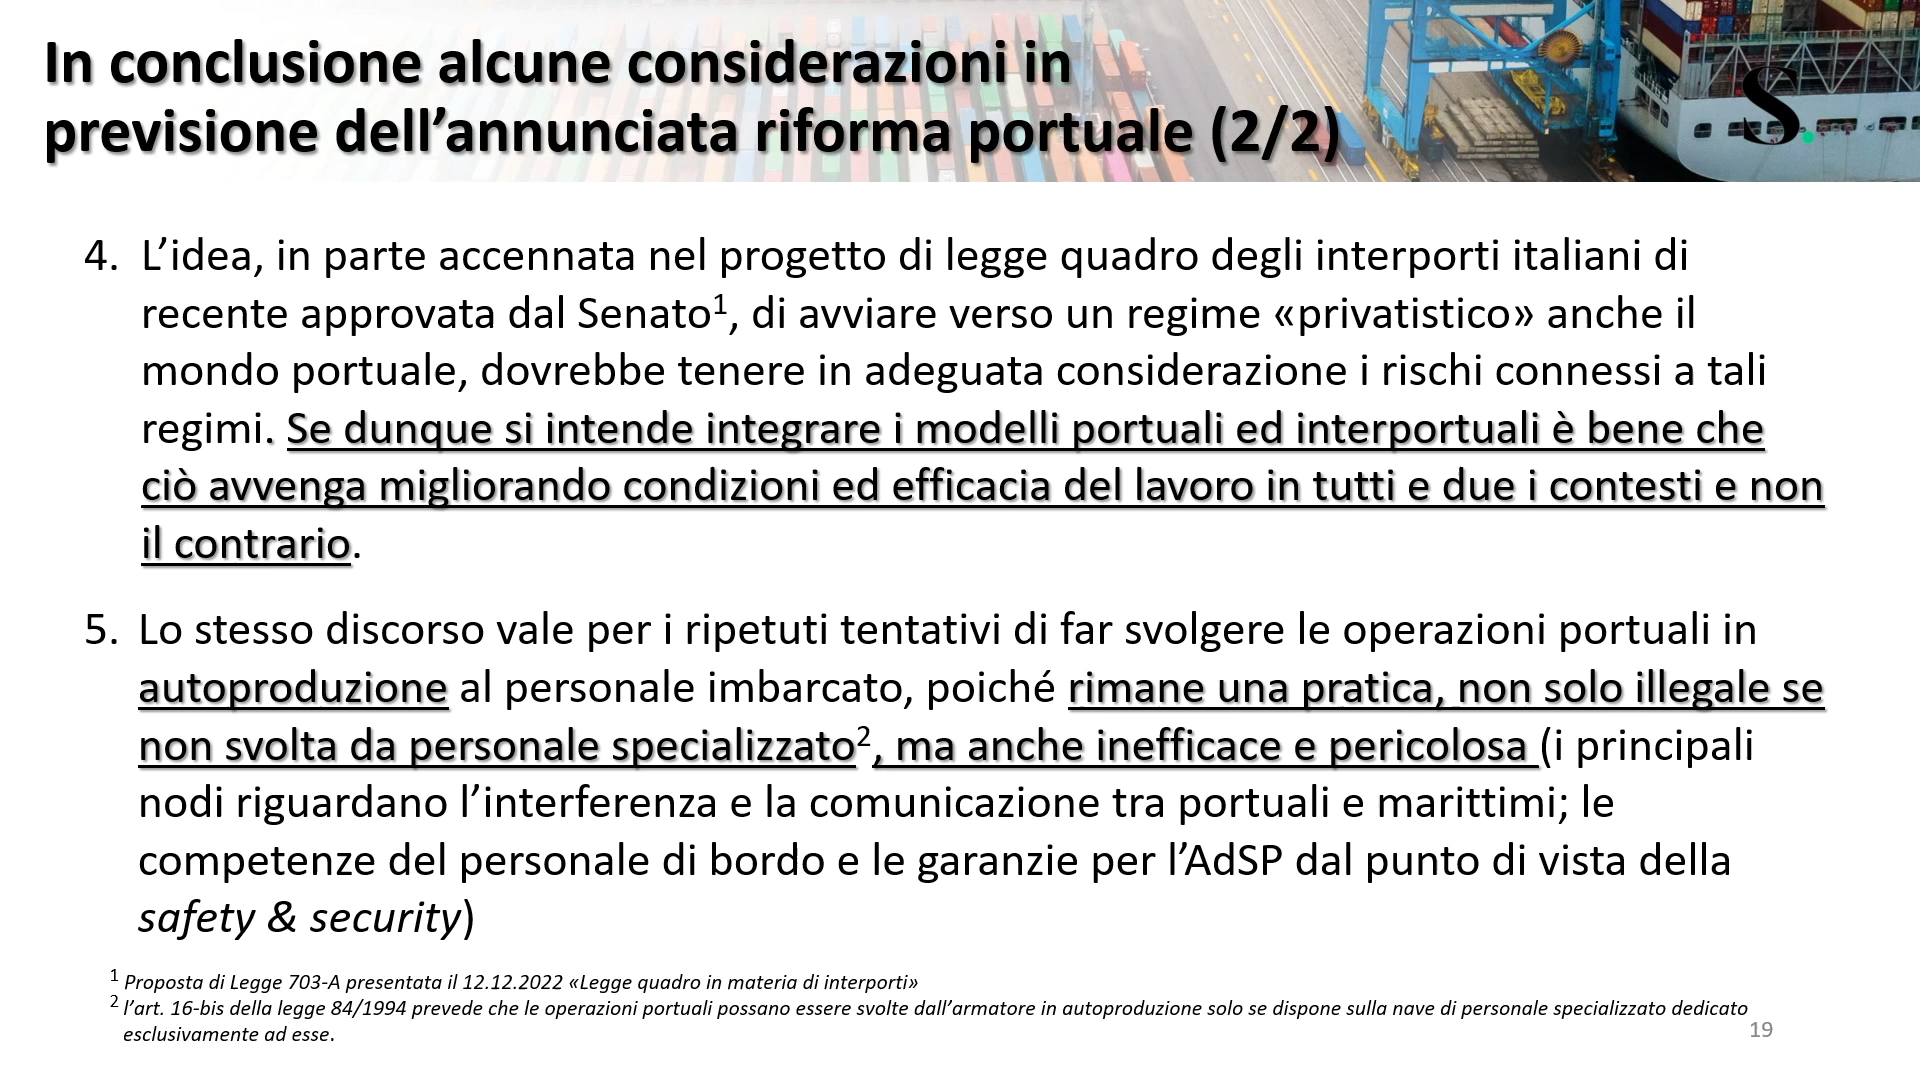 In conclusione alcune considerazioni in
previsione dell’annunciata riforma portuale (2/2)
S.
4. L’idea, in parte accennata nel progetto di legge quadro degli interporti italiani di
recente approvata dal Senato1, di avviare verso un regime «privatistico» anche il
mondo portuale, dovrebbe tenere in adeguata considerazione i rischi connessi a tali
regimi. Se dunque si intende integrare i modelli portuali ed interportuali è bene che
ciò avvenga migliorando condizioni ed efficacia del lavoro in tutti e due i contesti e non
il contrario.
5. Lo stesso discorso vale per i ripetuti tentativi di far svolgere le operazioni portuali in
autoproduzione al personale imbarcato, poiché rimane una pratica, non solo illegale se
non svolta da personale specializzato2, ma anche inefficace e pericolosa (i principali
nodi riguardano l’interferenza e la comunicazione tra portuali e marittimi; le
competenze del personale di bordo e le garanzie per l’AdSP dal punto di vista della
safety & security)
1 Proposta di Legge 703-A presentata il 12.12.2022 «Legge quadro in materia di interporti»
2 l’art. 16-bis della legge 84/1994 prevede che le operazioni portuali possano essere svolte dall’armatore in autoproduzione solo se dispone sulla nave di personale specializzato dedicato
esclusivamente ad esse.
19